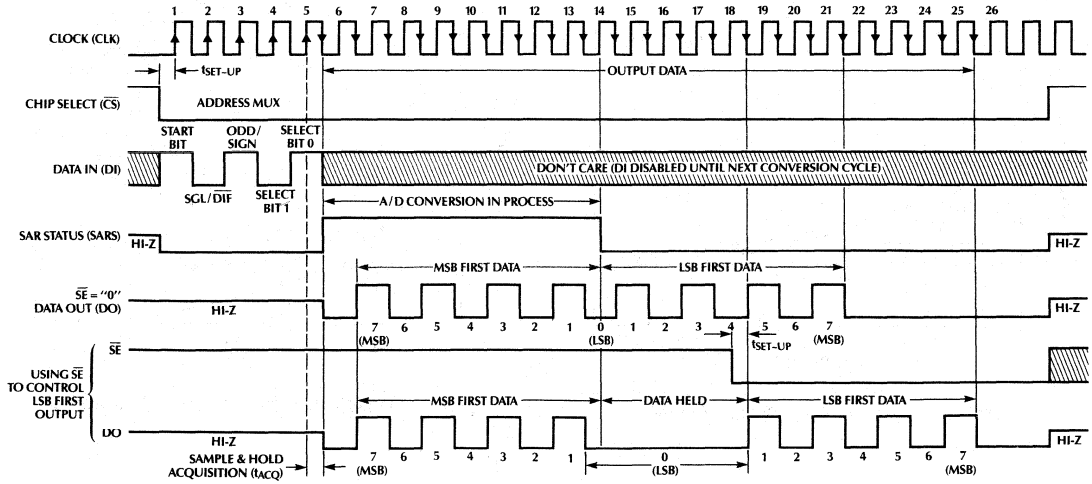 1 2 3 4 5 6 7 8 9 10 11 12 13 14 15 16 17 18 19 20 21 22 23 24 25 26
CLOCK (CLK)
tSET-UP
OUTPUT DATA
CHIP SELECT (C̅S̅)
ADDRESS MUX
START BIT
ODD/ SIGN
SELECT BIT 0
DATA IN (DI)
DON'T CARE (DI DISABLED UNTIL NEXT CONVERSION CYCLE)
SGL/D̅I̅F̅
SELECT BIT 1
A/D CONVERSION IN PROCESS
SAR STATUS (SARS)
HI-Z
HI-Z
MSB FIRST DATA
LSB FIRST DATA
S̅E̅ = "0"
DATA OUT (DO)
HI-Z
HI-Z
7 6 5 4 3 2 1 0 1 2 3 4 5 6 7
(MSB) (LSB) (MSB)
tSET-UP
S̅E̅
USING S̅E̅
TO CONTROL
LSB FIRST
OUTPUT
MSB FIRST DATA
DATA HELD
LSB FIRST DATA
DO
HI-Z
HI-Z
SAMPLE & HOLD
ACQUISITION (tACQ)
7 6 5 4 3 2 1 0 1 2 3 4 5 6 7
(MSB) (LSB) (MSB)